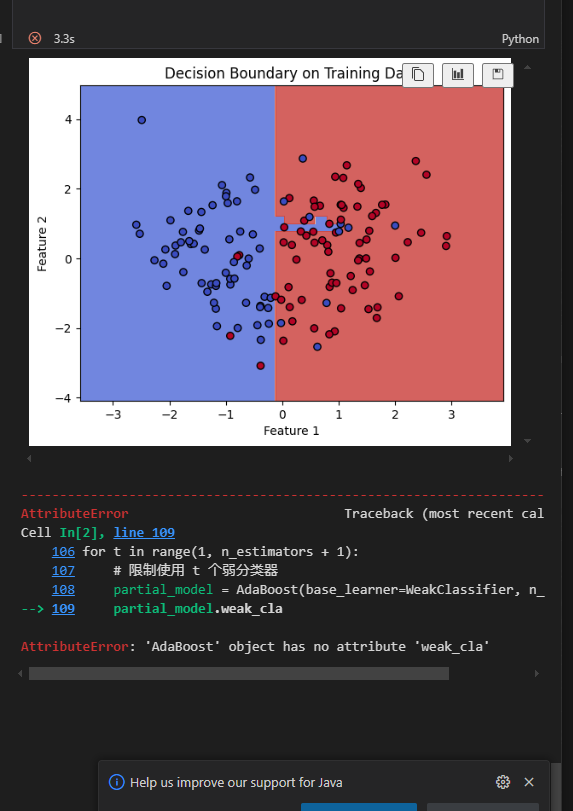 3.3s
Python
Decision Boundary on Training Da
4
2
0
−2
−4
Feature 2
−3 −2 −1 0 1 2 3
Feature 1
AttributeError Traceback (most recent cal
Cell In[2], line 109
106 for t in range(1, n_estimators + 1):
107 # 限制使用 t 个弱分类器
108 partial_model = AdaBoost(base_learner=WeakClassifier, n_
--> 109 partial_model.weak_cla
AttributeError: 'AdaBoost' object has no attribute 'weak_cla'
Help us improve our support for Java